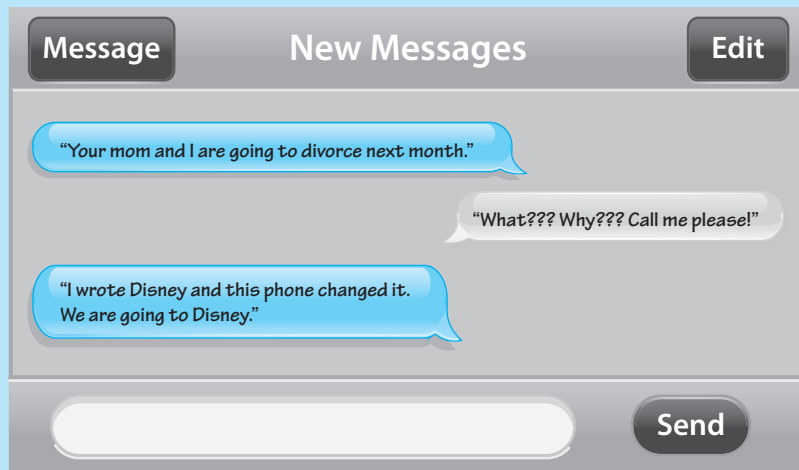 Message
New Messages
Edit
“Your mom and I are going to divorce next month.”
“What??? Why??? Call me please!”
“I wrote Disney and this phone changed it.
We are going to Disney.”
Send